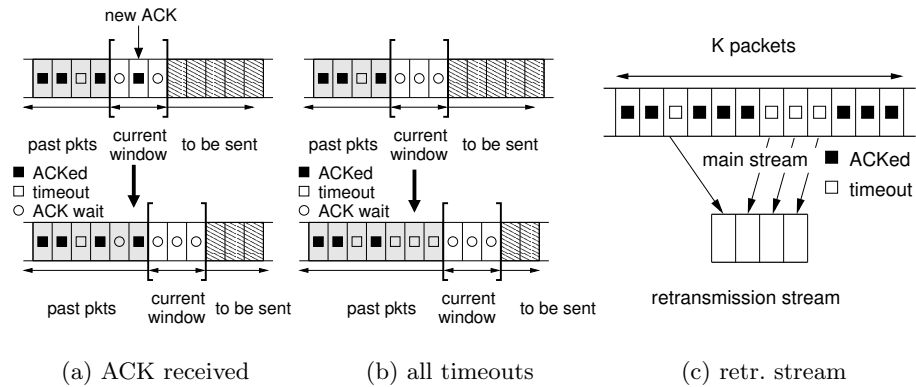 new ACK
past pkts
current
window
to be sent
ACKed
timeout
ACK wait
past pkts
current
window
to be sent
(a) ACK received
past pkts
current
window
to be sent
ACKed
timeout
ACK wait
past pkts
current
window
to be sent
(b) all timeouts
K packets
main stream
ACKed
timeout
retransmission stream
(c) retr. stream